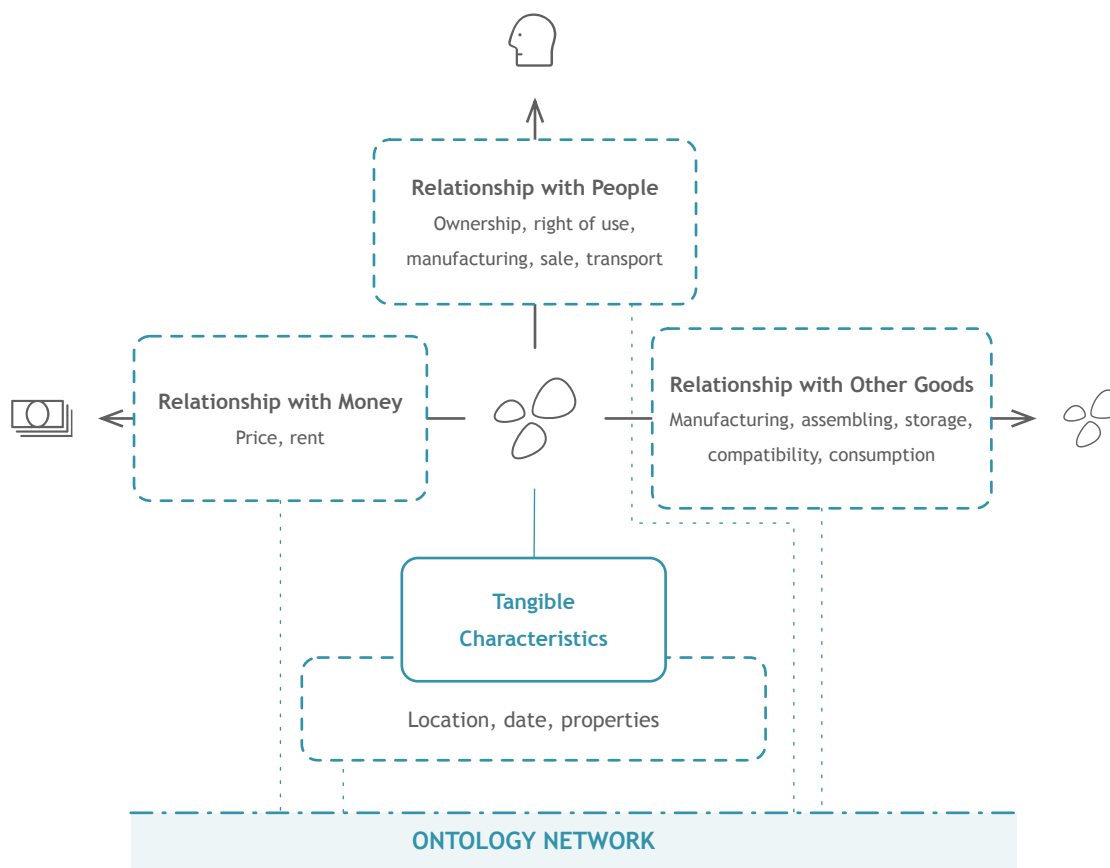 Relationship with People
Ownership, right of use,
manufacturing, sale, transport
Relationship with Money
Price, rent
Relationship with Other Goods
Manufacturing, assembling, storage,
compatibility, consumption
Tangible
Characteristics
Location, date, properties
ONTOLOGY NETWORK